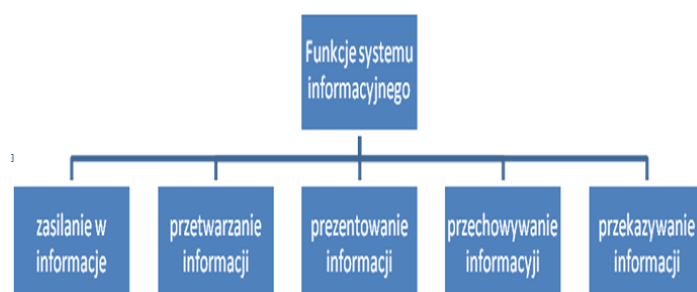 Funkcje systemu
informacyjnego
]
zasilanie w
informacje
przetwarzanie
informacji
prezentowanie
informacji
przechowywanie
informacyji
przekazywanie
informacji